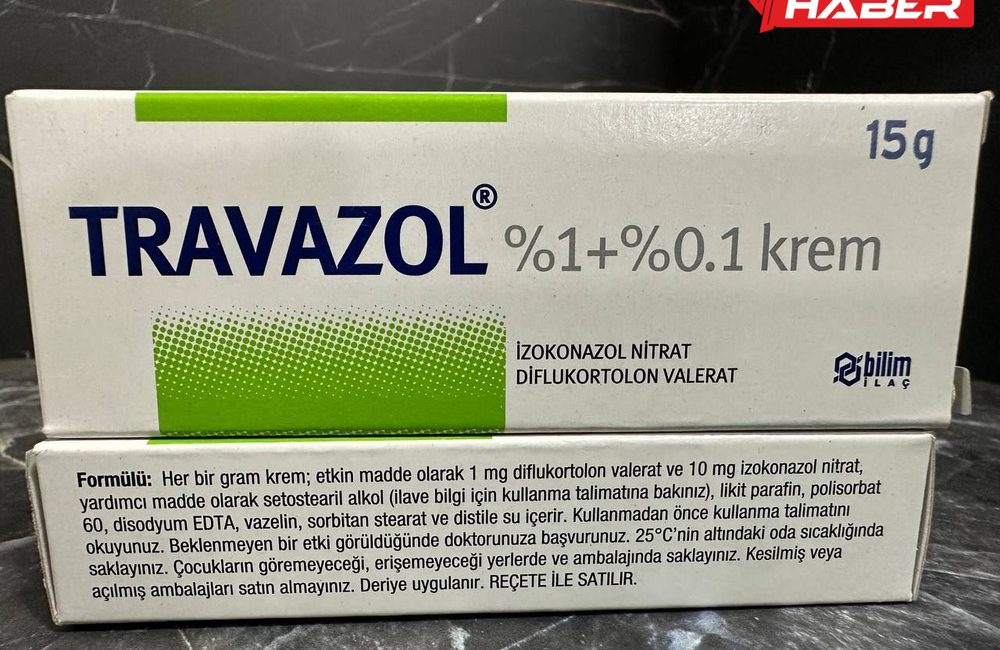 HABER
15g
TRAVAZOL® %1+%0.1 krem
İZOKONAZOL NİTRAT
DİFLUKORTOLON VALERAT
bilim
İLAÇ
Formülü: Her bir gram krem; etkin madde olarak 1 mg diflukortolon valerat ve 10 mg izokonazol nitrat,
yardımcı madde olarak setostearil alkol (ilave bilgi için kullanma talimatına bakınız), likit parafin, polisorbat
60, disodyum EDTA, vazelin, sorbitan stearat ve distile su içerir. Kullanmadan önce kullanma talimatını
okuyunuz. Beklenmeyen bir etki görüldüğünde doktorunuza başvurunuz. 25°C’nin altındaki oda sıcaklığında
saklayınız. Çocukların göremeyeceği, erişemeyeceği yerlerde ve ambalajında saklayınız. Kesilmiş veya
açılmış ambalajları satın almayınız. Deriye uygulanır. REÇETE İLE SATILIR.